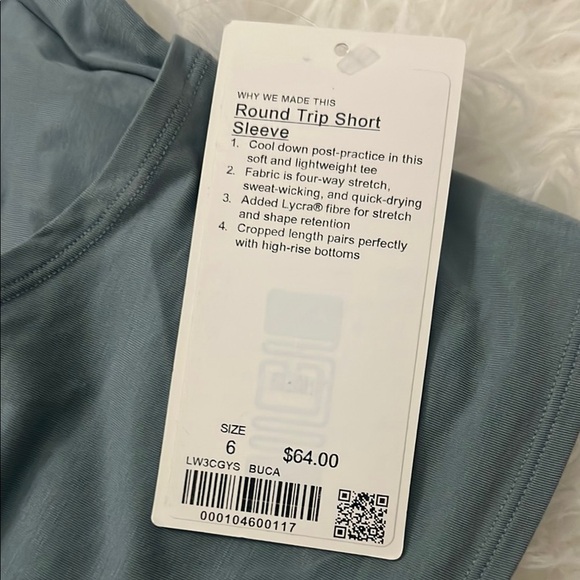 WHY WE MADE THIS
Round Trip Short
Sleeve
1. Cool down post-practice in this
soft and lightweight tee
2. Fabric is four-way stretch,
sweat-wicking, and quick-drying
3. Added Lycra® fibre for stretch
and shape retention
4. Cropped length pairs perfectly
with high-rise bottoms
SIZE
6 $64.00
LW3CGYS BUCA
000104600117